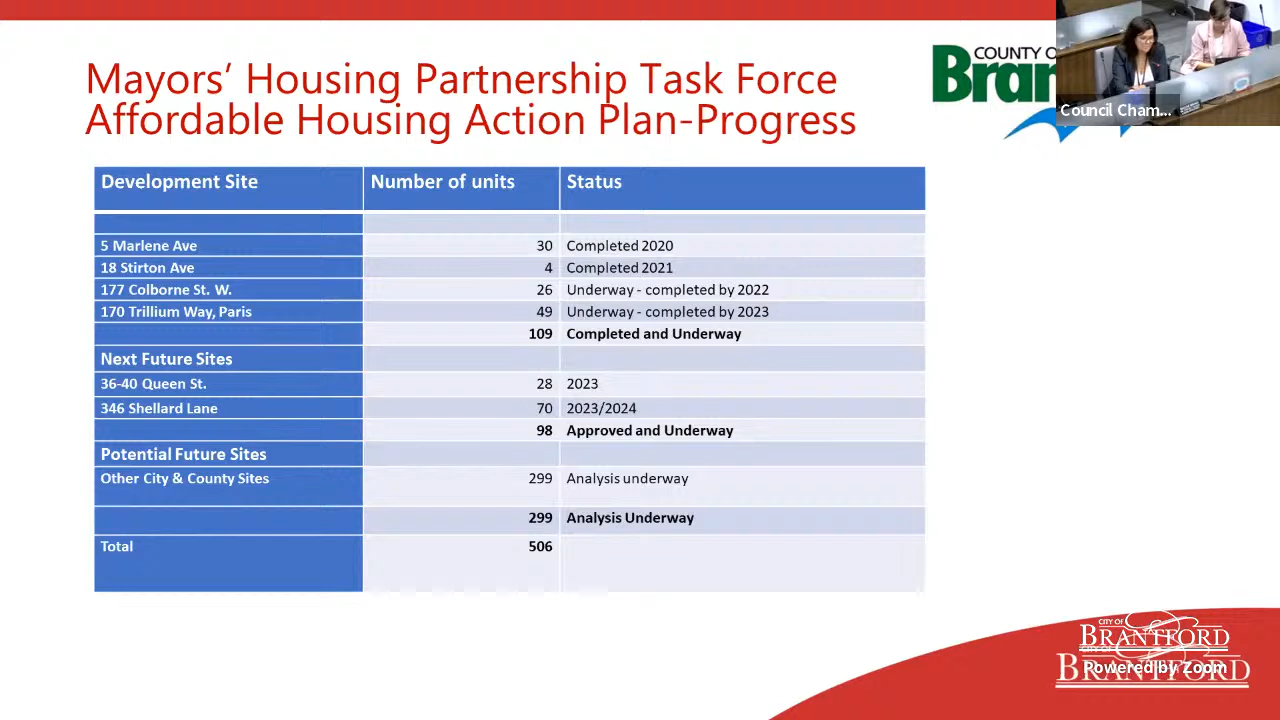 Mayors’ Housing Partnership Task Force
Affordable Housing Action Plan-Progress
COUNTY O
Bran
Council Cham...
Development Site Number of units Status
5 Marlene Ave 30 Completed 2020
18 Stirton Ave 4 Completed 2021
177 Colborne St. W. 26 Underway - completed by 2022
170 Trillium Way, Paris 49 Underway - completed by 2023
109 Completed and Underway
Next Future Sites
36-40 Queen St. 28 2023
346 Shellard Lane 70 2023/2024
98 Approved and Underway
Potential Future Sites
Other City & County Sites 299 Analysis underway
299 Analysis Underway
Total 506
CITY OF
BRANTFORD
CITY OF
BRANTFORD
Powered by Zoom